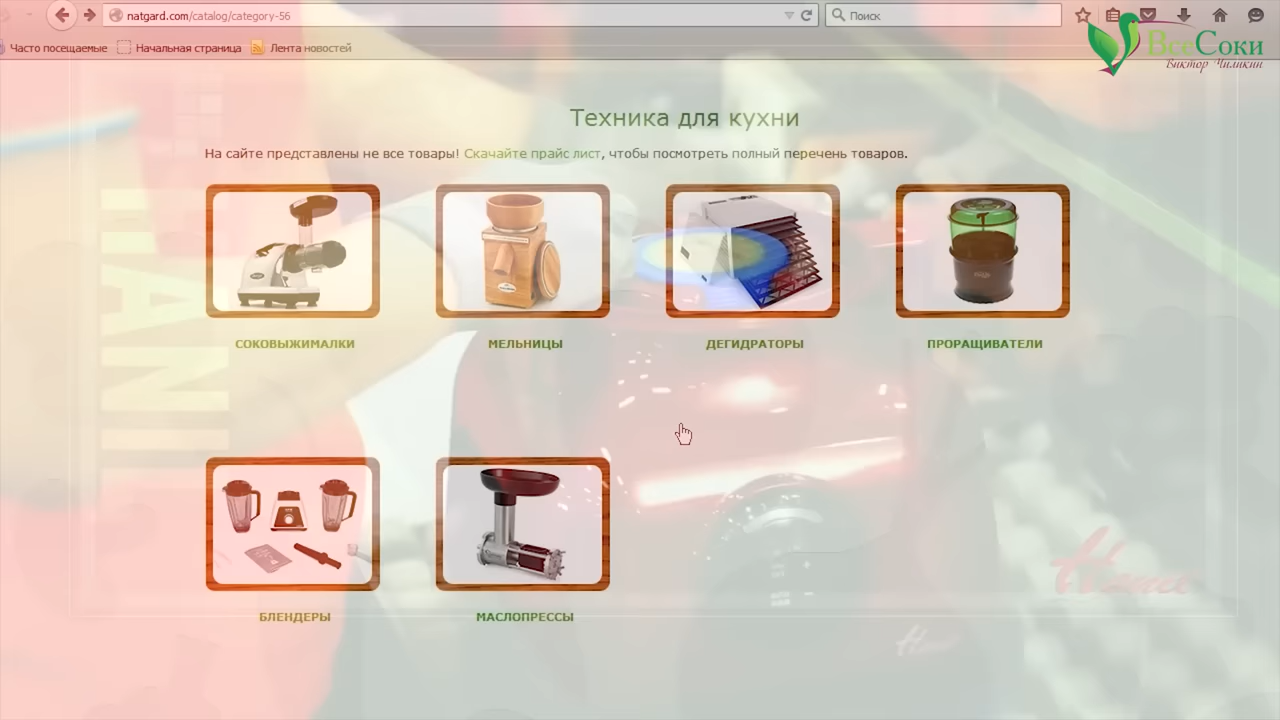 natgard.com/catalog/category-56
Поиск
Часто посещаемые
Начальная страница
Лента новостей
ВсеСоки
Виктор Чиликин
Техника для кухни
На сайте представлены не все товары! Скачайте прайс лист, чтобы посмотреть полный перечень товаров.
СОКОВЫЖИМАЛКИ
МЕЛЬНИЦЫ
ДЕГИДРАТОРЫ
ПРОРАЩИВАТЕЛИ
БЛЕНДЕРЫ
МАСЛОПРЕССЫ